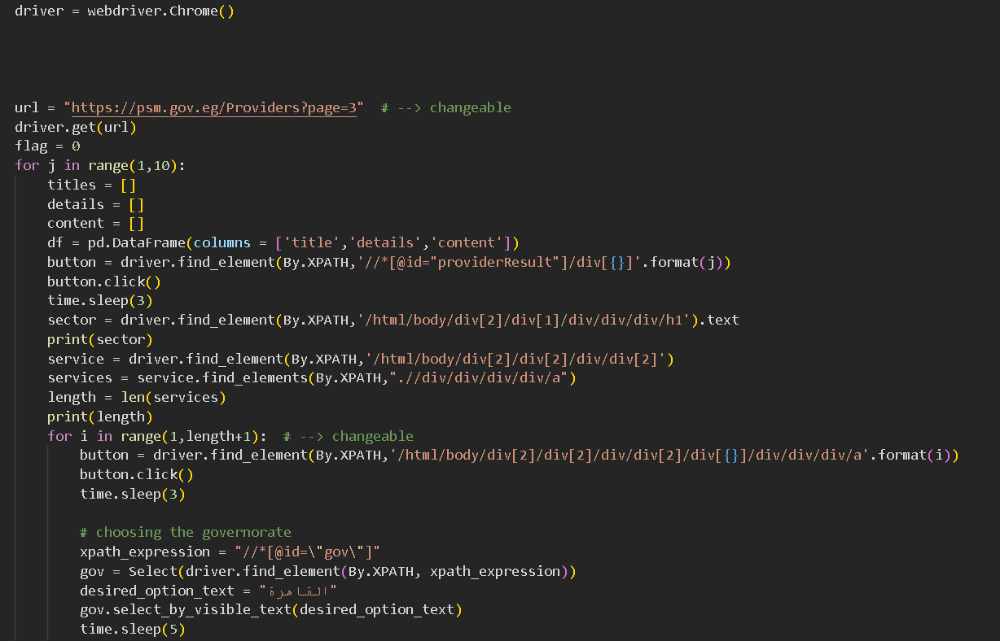 driver = webdriver.Chrome()
url = "https://psm.gov.eg/Providers?page=3"  # --> changeable
driver.get(url)
flag = 0
for j in range(1,10):
    titles = []
    details = []
    content = []
    df = pd.DataFrame(columns = ['title','details','content'])
    button = driver.find_element(By.XPATH,'//*[@id="providerResult"]/div[{}]'.format(j))
    button.click()
    time.sleep(3)
    sector = driver.find_element(By.XPATH,'/html/body/div[2]/div[1]/div/div/div/h1').text
    print(sector)
    service = driver.find_element(By.XPATH,'/html/body/div[2]/div[2]/div/div[2]')
    services = service.find_elements(By.XPATH,".//div/div/div/div/a")
    length = len(services)
    print(length)
    for i in range(1,length+1):  # --> changeable
        button = driver.find_element(By.XPATH,'/html/body/div[2]/div[2]/div/div[2]/div[{}]/div/div/div/a'.format(i))
        button.click()
        time.sleep(3)
        # choosing the governorate
        xpath_expression = "//*[@id=\"gov\"]"
        gov = Select(driver.find_element(By.XPATH, xpath_expression))
        desired_option_text = "القاهرة"
        gov.select_by_visible_text(desired_option_text)
        time.sleep(5)